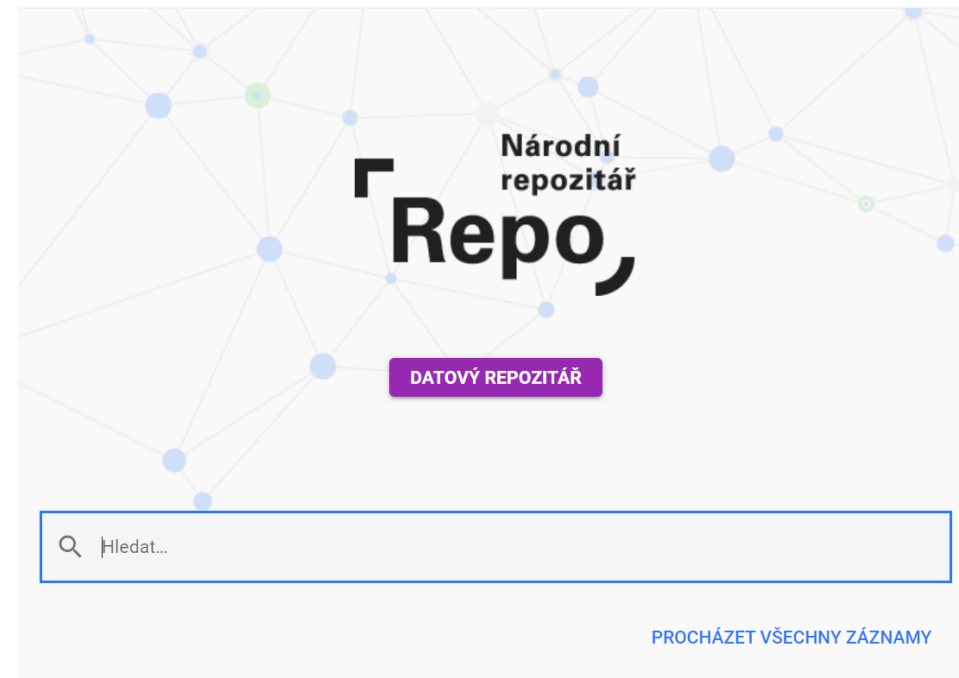 Národní
repozitář
Repo
DATOVÝ REPOZITÁŘ
Hledat...
PROCHÁZET VŠECHNY ZÁZNAMY